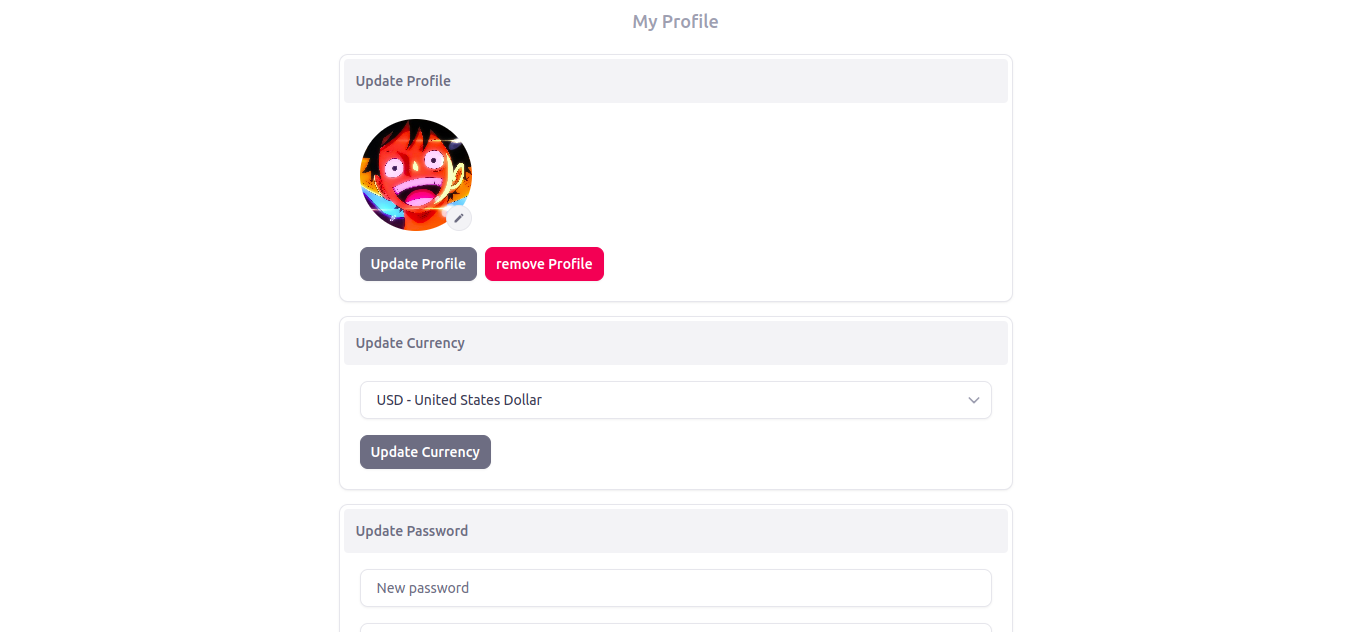 My Profile
Update Profile
Update Profile
remove Profile
Update Currency
USD - United States Dollar
Update Currency
Update Password
New password